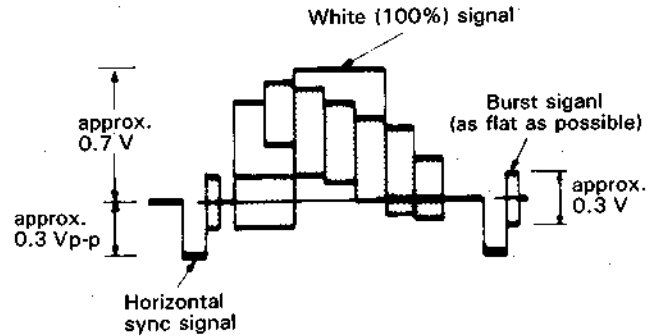 White (100%) signal
approx.
0.7 V
Burst siganl
(as flat as possible)
approx.
0.3 V
approx.
0.3 Vp-p
Horizontal
sync signal